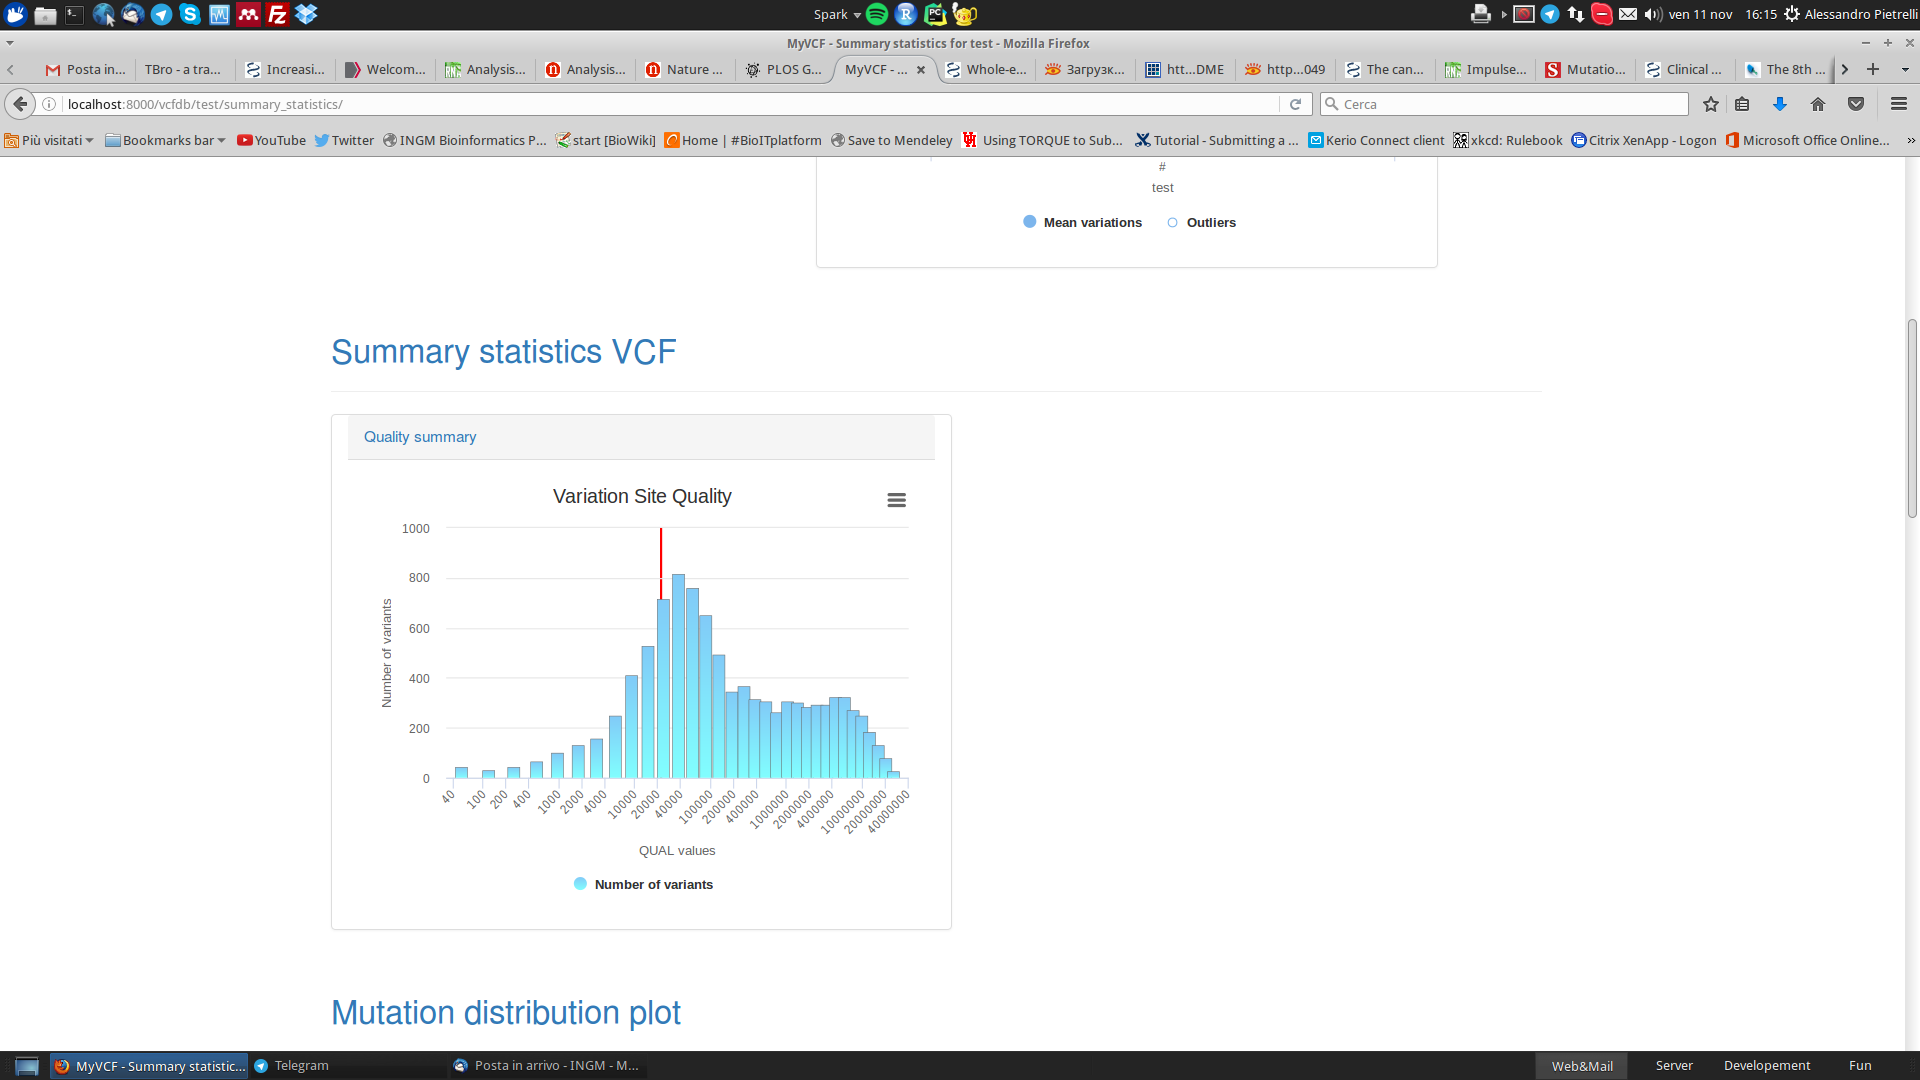 Spark
ven 11 nov 16:15 Alessandro Pietrelli
MyVCF - Summary statistics for test - Mozilla Firefox
Posta in...
TBro - a tra...
Increasi...
Welcom...
Analysis...
Analysis...
Nature ...
PLOS G...
MyVCF - ...
Whole-e...
Загрузк...
htt...DME
http...049
The can...
Impulse...
Mutatio...
Clinical ...
The 8th ...
localhost:8000/vcfdb/test/summary_statistics/
Cerca
Più visitati
Bookmarks bar
YouTube
Twitter
INGM Bioinformatics P...
start [BioWiki]
Home | #BioITplatform
Save to Mendeley
Using TORQUE to Sub...
Tutorial - Submitting a ...
Kerio Connect client
xkcd: Rulebook
Citrix XenApp - Logon
Microsoft Office Online...
#
test
Mean variations
Outliers
Summary statistics VCF
Quality summary
Variation Site Quality
1000
800
600
400
200
0
Number of variants
40 100 200 400 1000 2000 4000 10000 20000 40000 100000 200000 400000 1000000 2000000 4000000 10000000 20000000 40000000
QUAL values
Number of variants
Mutation distribution plot
MyVCF - Summary statistic...
Telegram
Posta in arrivo - INGM - M...
Web&Mail
Server
Developement
Fun